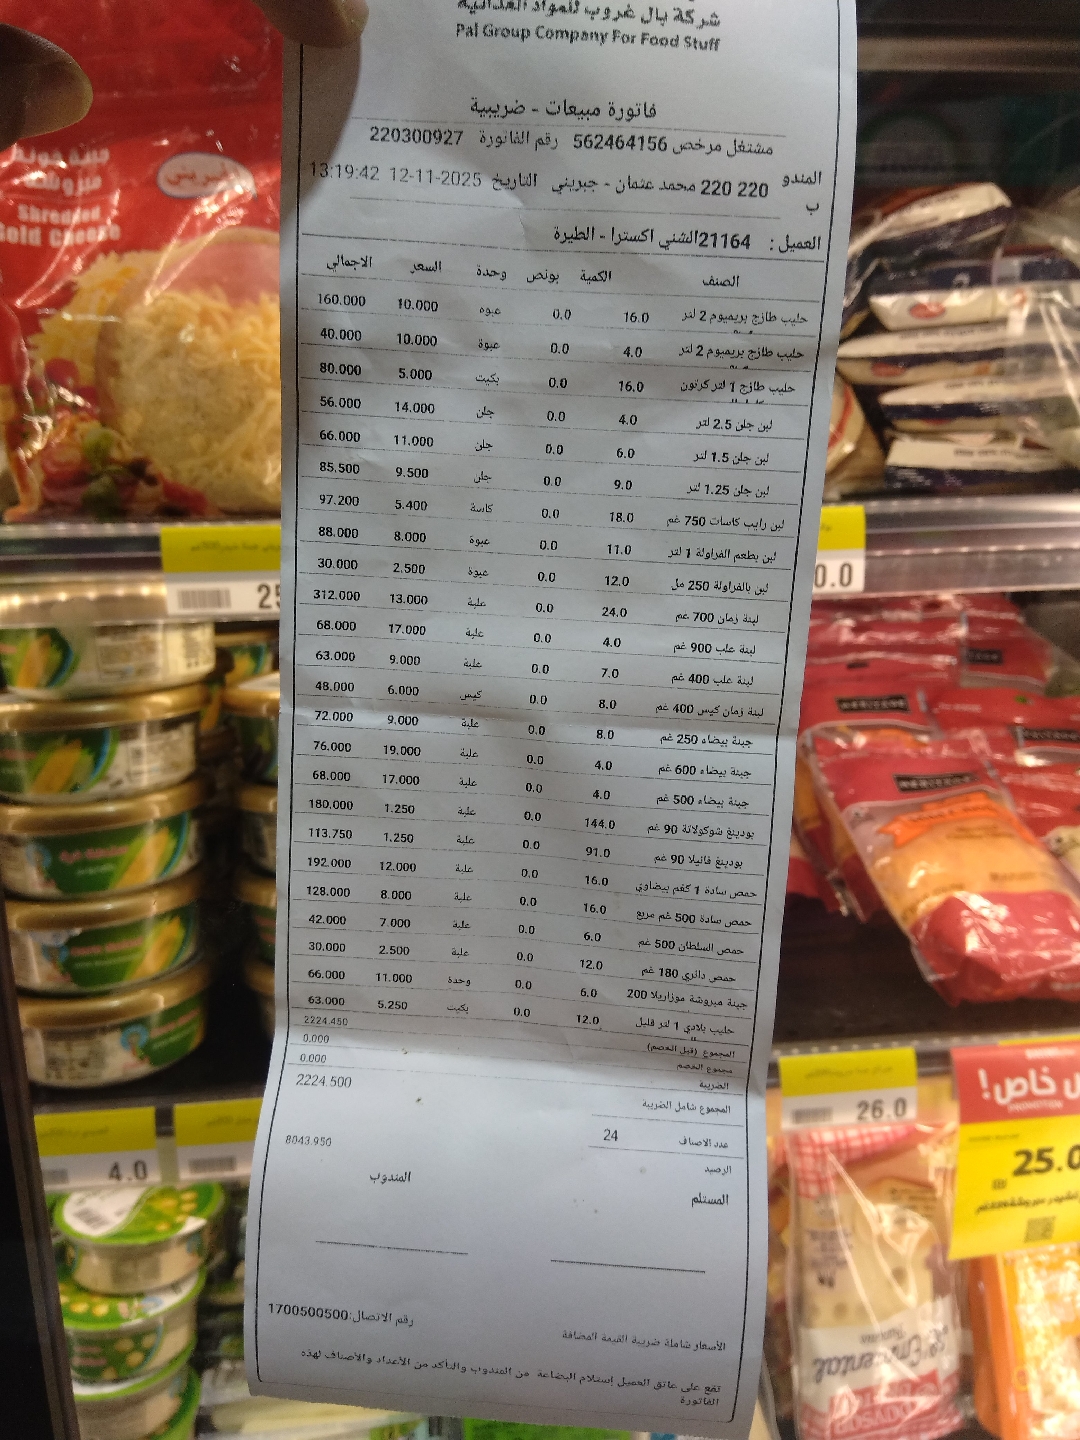 شركة بال غروب للمواد الغذائية
Pal Group Company For Food Stuff
فاتورة مبيعات - ضريبية
مشتغل مرخص 562464156 رقم الفاتورة 220300927
المندوب 220 220 محمد عثمان - جبريني التاريخ 12-11-2025 13:19:42
العميل : 21164الشني اكسترا - الطيرة
الصنف الكمية بونص وحدة السعر الاجمالي
حليب طازج بريميوم 2 لتر 16.0 0.0 عبوه 10.000 160.000
حليب طازج بريميوم 2 لتر 4.0 0.0 عبوة 10.000 40.000
حليب طازج 1 لتر كرتون 16.0 0.0 بكيت 5.000 80.000
لبن جلن 2.5 لتر 4.0 0.0 جلن 14.000 56.000
لبن جلن 1.5 لتر 6.0 0.0 جلن 11.000 66.000
لبن جلن 1.25 لتر 9.0 0.0 جلن 9.500 85.500
لبن رايب كاسات 750 غم 18.0 0.0 كاسة 5.400 97.200
لبن بطعم الفراولة 1 لتر 11.0 0.0 عبوة 8.000 88.000
لبن بالفراولة 250 مل 12.0 0.0 عبوة 2.500 30.000
لبنة زمان 700 غم 24.0 0.0 علبة 13.000 312.000
لبنة علب 900 غم 4.0 0.0 علبة 17.000 68.000
لبنة علب 400 غم 7.0 0.0 علبة 9.000 63.000
لبنة زمان كيس 400 غم 8.0 0.0 كيس 6.000 48.000
جبنة بيضاء 250 غم 8.0 0.0 علبة 9.000 72.000
جبنة بيضاء 600 غم 4.0 0.0 علبة 19.000 76.000
جبنة بيضاء 500 غم 4.0 0.0 علبة 17.000 68.000
بودينغ شوكولاتة 90 غم 144.0 0.0 علبة 1.250 180.000
بودينغ فانيلا 90 غم 91.0 0.0 علبة 1.250 113.750
حمص سادة 1 كغم بيضاوي 16.0 0.0 علبة 12.000 192.000
حمص سادة 500 غم مربع 16.0 0.0 علبة 8.000 128.000
حمص السلطان 500 غم 6.0 0.0 علبة 7.000 42.000
حمص دائري 180 غم 12.0 0.0 علبة 2.500 30.000
جبنة مبروشة موزاريلا 200 6.0 0.0 وحدة 11.000 66.000
حليب بلادي 1 لتر قليل 12.0 0.0 بكيت 5.250 63.000
المجموع (قبل الخصم) 2224.450
مجموع الخصم 0.000
الضريبة 0.000
المجموع شامل الضريبة 2224.500
عدد الاصناف 24
الرصيد 8043.950
المستلم المندوب
رقم الاتصال:1700500500
الأسعار شاملة ضريبة القيمة المضافة
تقع على عاتق العميل إستلام البضاعة من المندوب والتأكد من الأعداد والأصناف لهذه
الفاتورة
جبريني
Shredded
Gold Cheese
25
0.0
4.0
26.0
خاص!
PROMOTION
25.0
Emmental